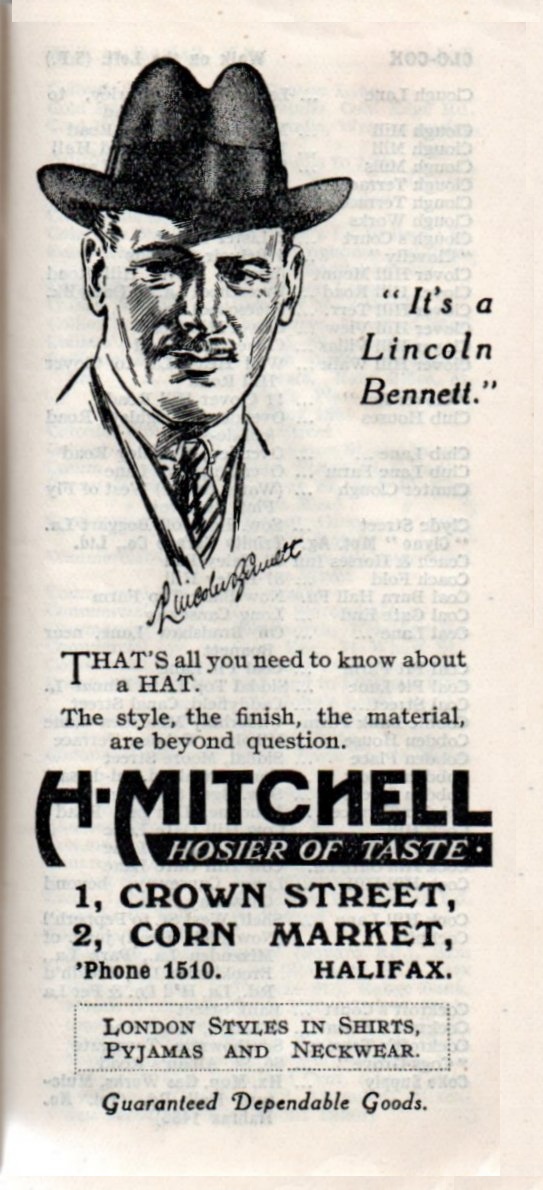 "It's a
Lincoln
Bennett."
Lincoln Bennett
THAT'S all you need to know about
a HAT.
The style, the finish, the material,
are beyond question.
H·MITCHELL
HOSIER OF TASTE·
1, CROWN STREET,
2, CORN MARKET,
'Phone 1510. HALIFAX.
LONDON STYLES IN SHIRTS,
PYJAMAS AND NECKWEAR.
Guaranteed Dependable Goods.